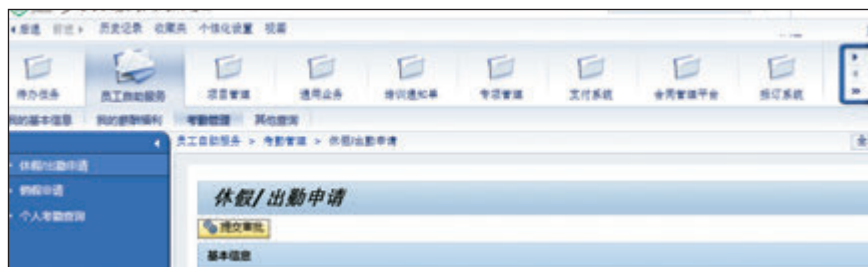 后退 前进 历史记录 收藏夹 个性化设置 视图
待办任务 员工自助服务 项目管理 通用业务 培训通知单 专项管理 支付系统 合同管理平台 报订系统
我的基本信息 我的薪酬福利 考勤管理 其他查询
员工自助服务 > 考勤管理 > 休假/出勤申请
休假/出勤申请
销假申请
个人考勤查询
休假/出勤申请
提交审批
基本信息